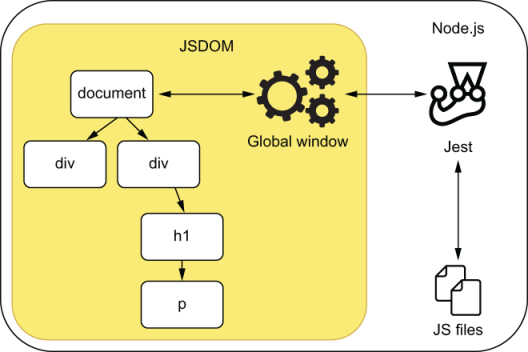 Node.js
JSDOM
document
Global window
Jest
div
div
h1
p
JS files